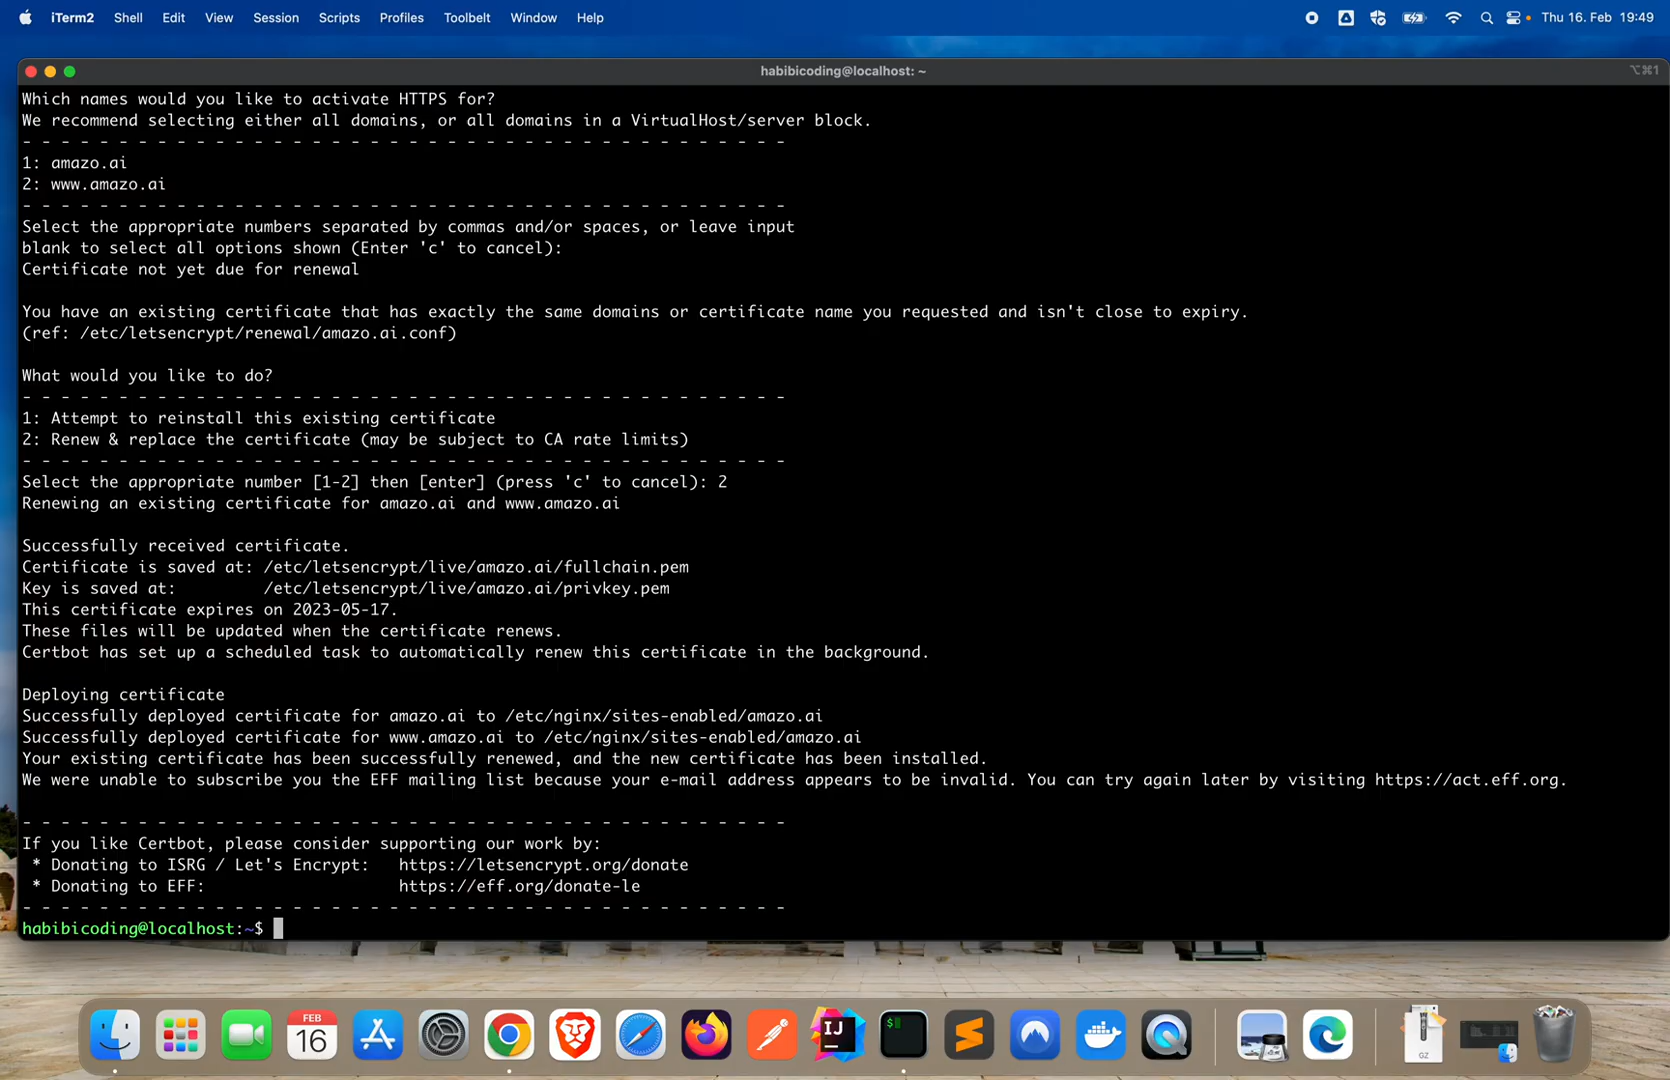 iTerm2 Shell Edit View Session Scripts Profiles Toolbelt Window Help Thu 16. Feb 19:49
habibicoding@localhost: ~ ⌥⌘1
Which names would you like to activate HTTPS for?
We recommend selecting either all domains, or all domains in a VirtualHost/server block.
- - - - - - - - - - - - - - - - - - - - - - - - - - - - - - - - - - - - - - - -
1: amazo.ai
2: www.amazo.ai
- - - - - - - - - - - - - - - - - - - - - - - - - - - - - - - - - - - - - - - -
Select the appropriate numbers separated by commas and/or spaces, or leave input
blank to select all options shown (Enter 'c' to cancel):
Certificate not yet due for renewal
You have an existing certificate that has exactly the same domains or certificate name you requested and isn't close to expiry.
(ref: /etc/letsencrypt/renewal/amazo.ai.conf)
What would you like to do?
- - - - - - - - - - - - - - - - - - - - - - - - - - - - - - - - - - - - - - - -
1: Attempt to reinstall this existing certificate
2: Renew & replace the certificate (may be subject to CA rate limits)
- - - - - - - - - - - - - - - - - - - - - - - - - - - - - - - - - - - - - - - -
Select the appropriate number [1-2] then [enter] (press 'c' to cancel): 2
Renewing an existing certificate for amazo.ai and www.amazo.ai
Successfully received certificate.
Certificate is saved at: /etc/letsencrypt/live/amazo.ai/fullchain.pem
Key is saved at:         /etc/letsencrypt/live/amazo.ai/privkey.pem
This certificate expires on 2023-05-17.
These files will be updated when the certificate renews.
Certbot has set up a scheduled task to automatically renew this certificate in the background.
Deploying certificate
Successfully deployed certificate for amazo.ai to /etc/nginx/sites-enabled/amazo.ai
Successfully deployed certificate for www.amazo.ai to /etc/nginx/sites-enabled/amazo.ai
Your existing certificate has been successfully renewed, and the new certificate has been installed.
We were unable to subscribe you the EFF mailing list because your e-mail address appears to be invalid. You can try again later by visiting https://act.eff.org.
- - - - - - - - - - - - - - - - - - - - - - - - - - - - - - - - - - - - - - - -
If you like Certbot, please consider supporting our work by:
* Donating to ISRG / Let's Encrypt:   https://letsencrypt.org/donate
* Donating to EFF:                    https://eff.org/donate-le
- - - - - - - - - - - - - - - - - - - - - - - - - - - - - - - - - - - - - - - -
habibicoding@localhost:~$
FEB
16
IJ
$
GZ